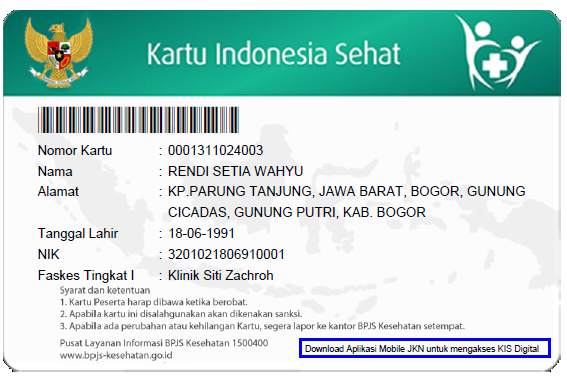 Kartu Indonesia Sehat
Nomor Kartu : 0001311024003
Nama : RENDI SETIA WAHYU
Alamat : KP.PARUNG TANJUNG, JAWA BARAT, BOGOR, GUNUNG
CICADAS, GUNUNG PUTRI, KAB. BOGOR
Tanggal Lahir : 18-06-1991
NIK : 3201021806910001
Faskes Tingkat I : Klinik Siti Zachroh
Syarat dan ketentuan
1. Kartu Peserta harap dibawa ketika berobat.
2. Apabila kartu ini disalahgunakan akan dikenakan sanksi.
3. Apabila ada perubahan atau kehilangan Kartu, segera lapor ke kantor BPJS Kesehatan setempat.
Pusat Layanan Informasi BPJS Kesehatan 1500400
www.bpjs-kesehatan.go.id
Download Aplikasi Mobile JKN untuk mengakses KIS Digital